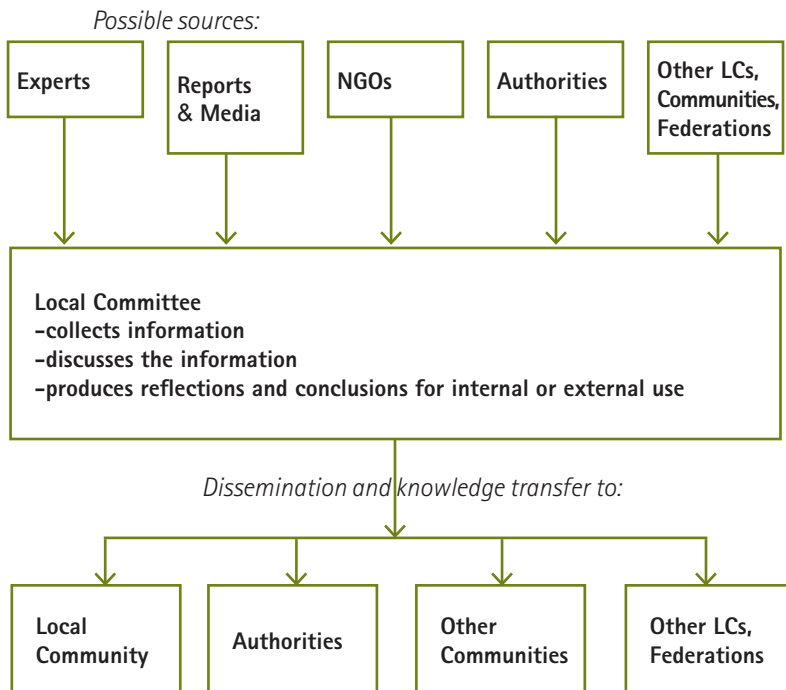 Possible sources:
Experts
Reports
& Media
NGOs
Authorities
Other LCs,
Communities,
Federations
Local Committee
-collects information
-discusses the information
-produces reflections and conclusions for internal or external use
Dissemination and knowledge transfer to:
Local
Community
Authorities
Other
Communities
Other LCs,
Federations